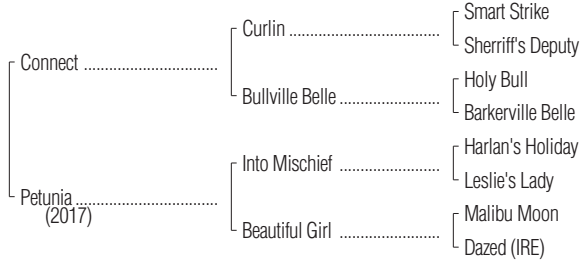 Smart Strike
Curlin ......................................
Sherriff's Deputy
Connect ..................................
Holy Bull
Bullville Belle .........................
Barkerville Belle
Harlan's Holiday
Into Mischief .........................
Leslie's Lady
Petunia ...................................
(2017)
Malibu Moon
Beautiful Girl .........................
Dazed (IRE)